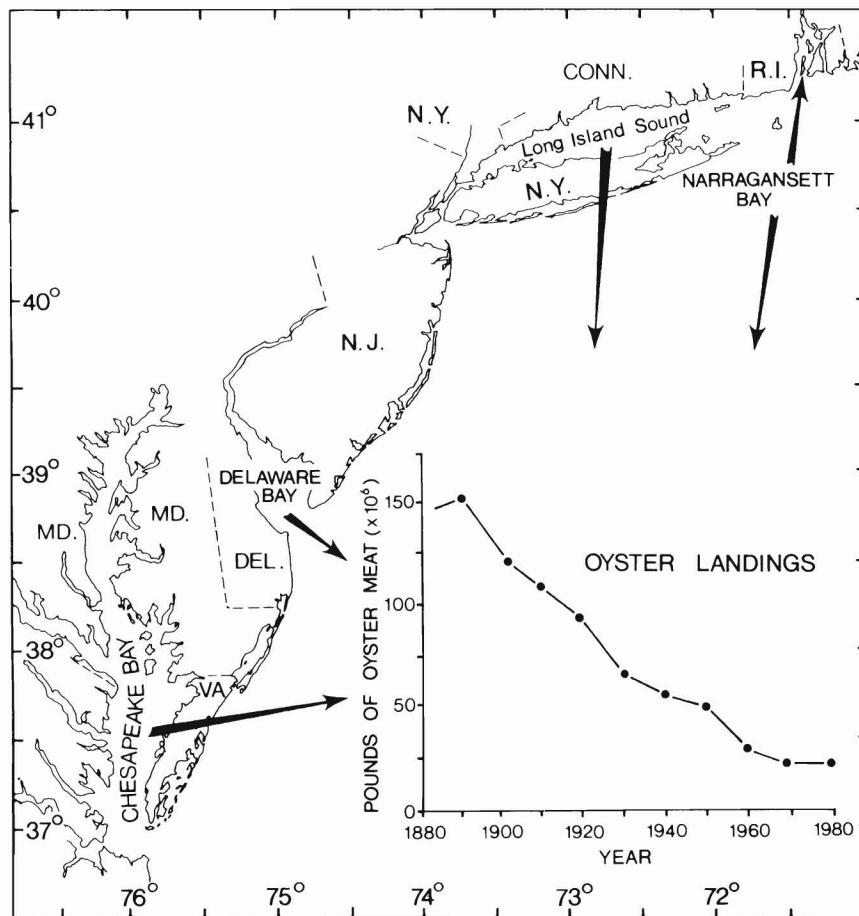 CONN.
R.I.
N.Y.
41°
Long Island Sound
N.Y.
NARRAGANSETT
BAY
40°
N.J.
39°
DELAWARE
BAY
MD.
MD.
DEL.
38°
CHESAPEAKE BAY
VA
37°
76°
75°
74°
73°
72°
OYSTER LANDINGS
POUNDS OF OYSTER MEAT (×10⁶)
150
100
50
0
1880
1900
1920
1940
1960
1980
YEAR